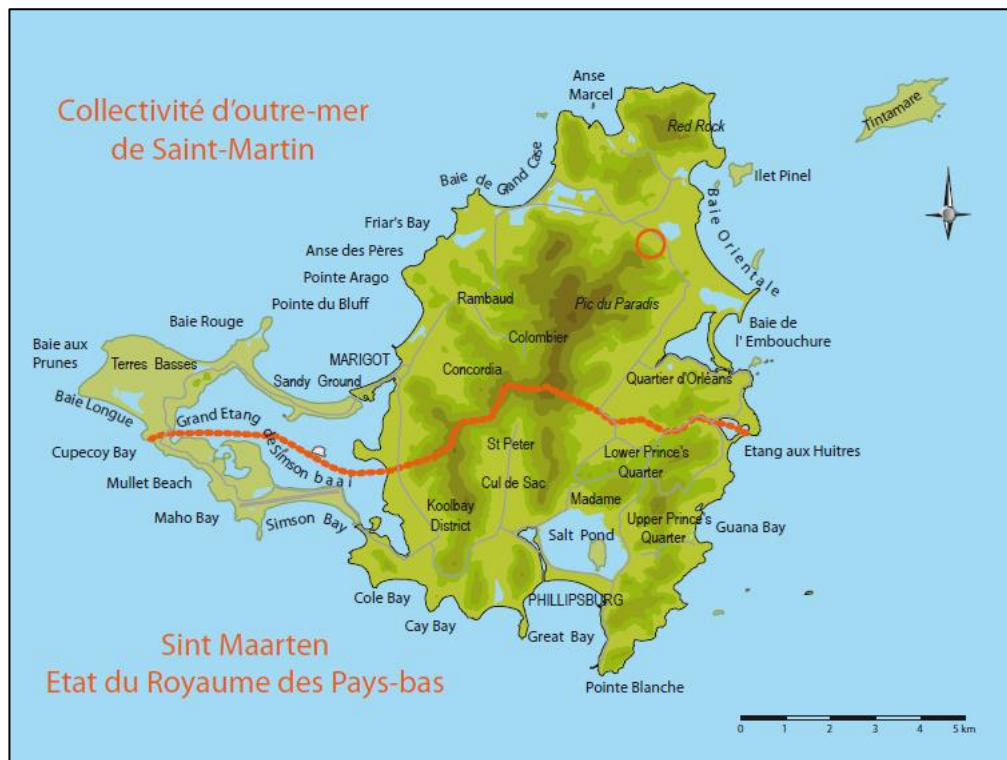 Collectivité d'outre-mer
de Saint-Martin
Anse
Marcel
Red Rock
Tintamare
Ilet Pinel
Baie de Grand Case
Baie Orientale
Friar's Bay
Anse des Pères
Pointe Arago
Pointe du Bluff
Rambaud
Pic du Paradis
Colombier
Baie Rouge
Baie aux
Prunes
Terres Basses
MARIGOT
Concordia
Sandy Ground
Baie de
l' Embouchure
Quartier d'Orléans
Baie Longue
Grand Etang de Simson baai
Cupecoy Bay
St Peter
Lower Prince's
Quarter
Etang aux Huitres
Mullet Beach
Cul de Sac
Madame
Maho Bay
Simson Bay
Koolbay
District
Salt Pond
Upper Prince's
Quarter
Guana Bay
Cole Bay
PHILLIPSBURG
Cay Bay
Great Bay
Sint Maarten
Etat du Royaume des Pays-bas
Pointe Blanche
0 1 2 3 4 5 km